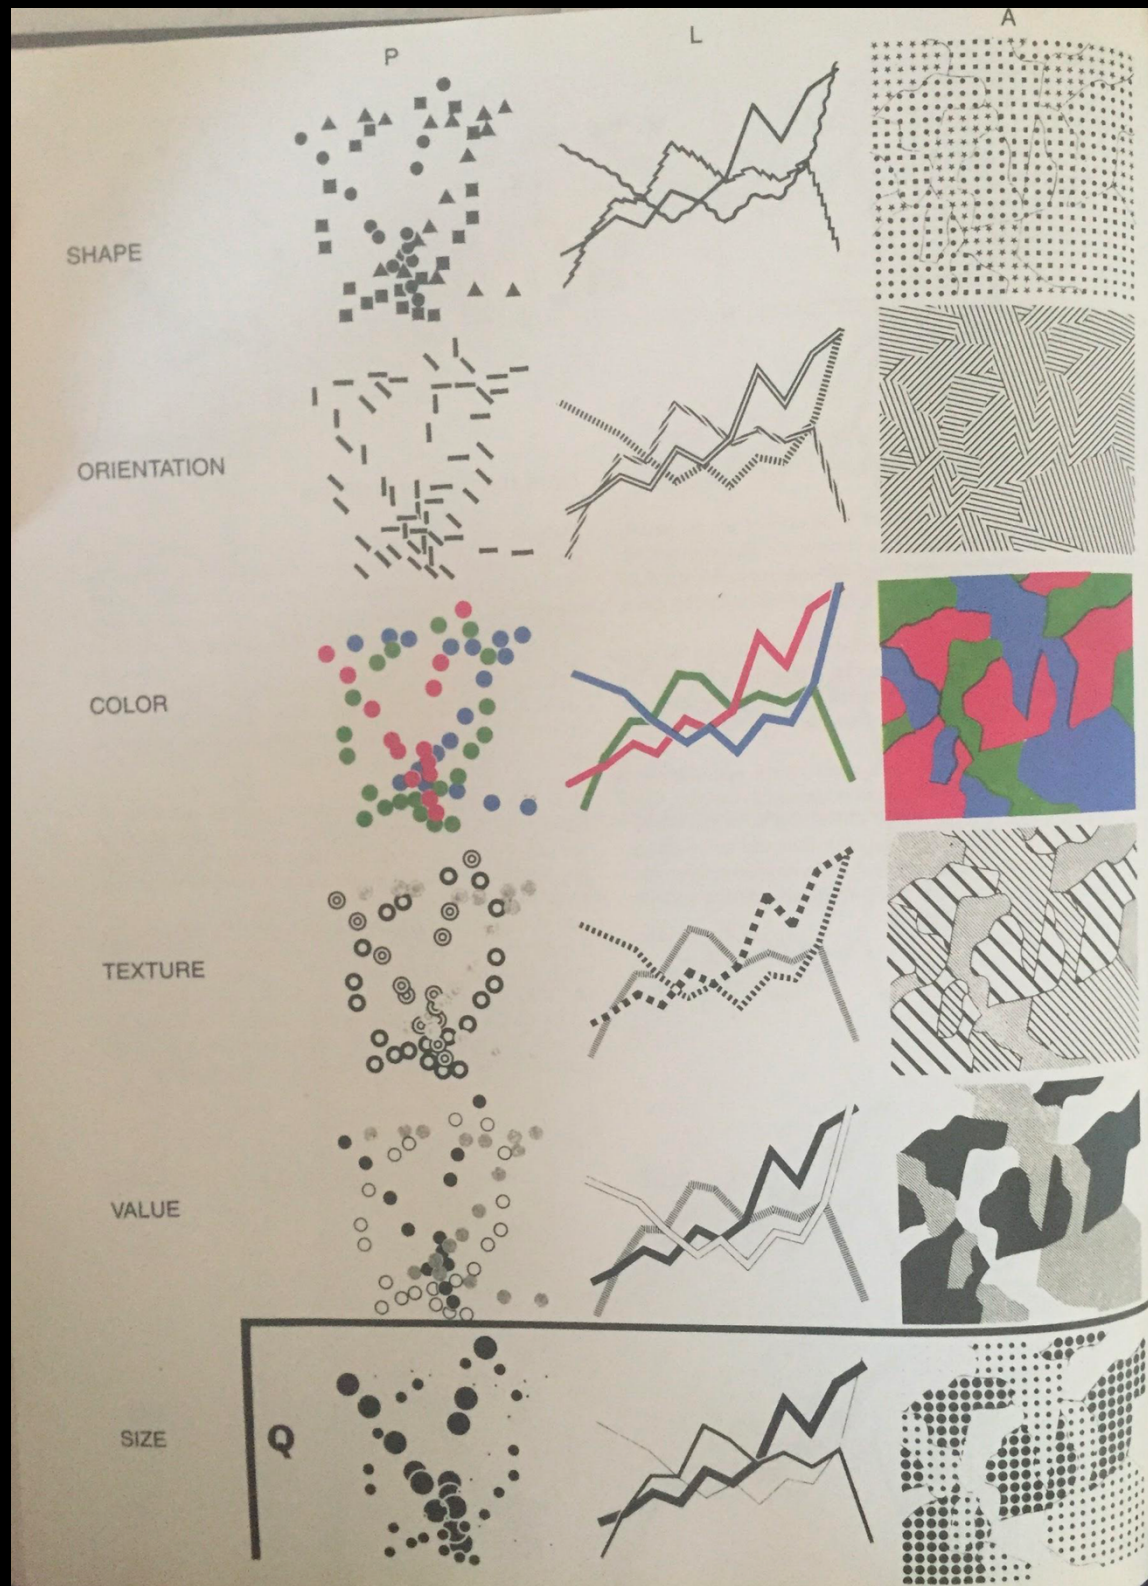 P L A
SHAPE
ORIENTATION
COLOR
TEXTURE
VALUE
SIZE Q